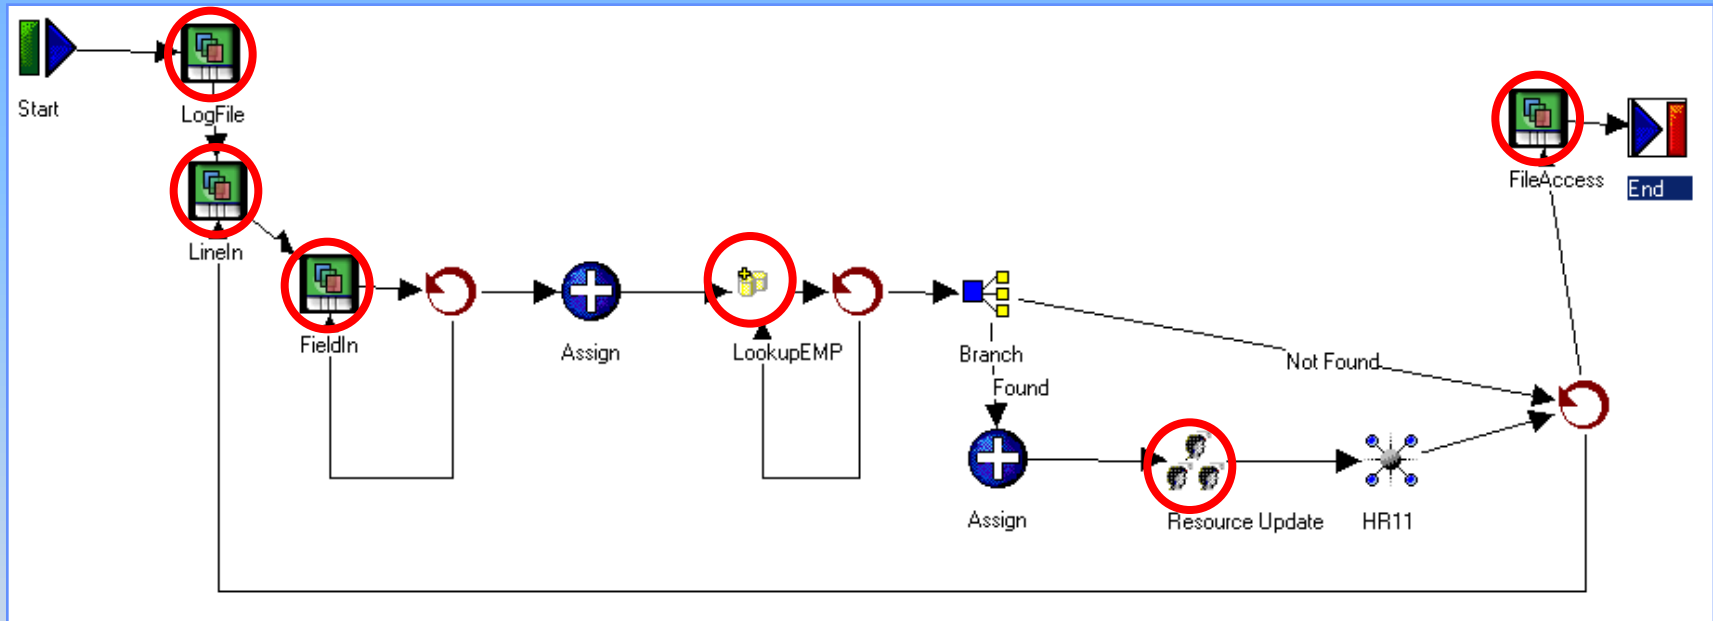 Start
LogFile
LineIn
FieldIn
Assign
LookupEMP
Branch
Found
Not Found
Assign
Resource Update
HR11
FileAccess
End